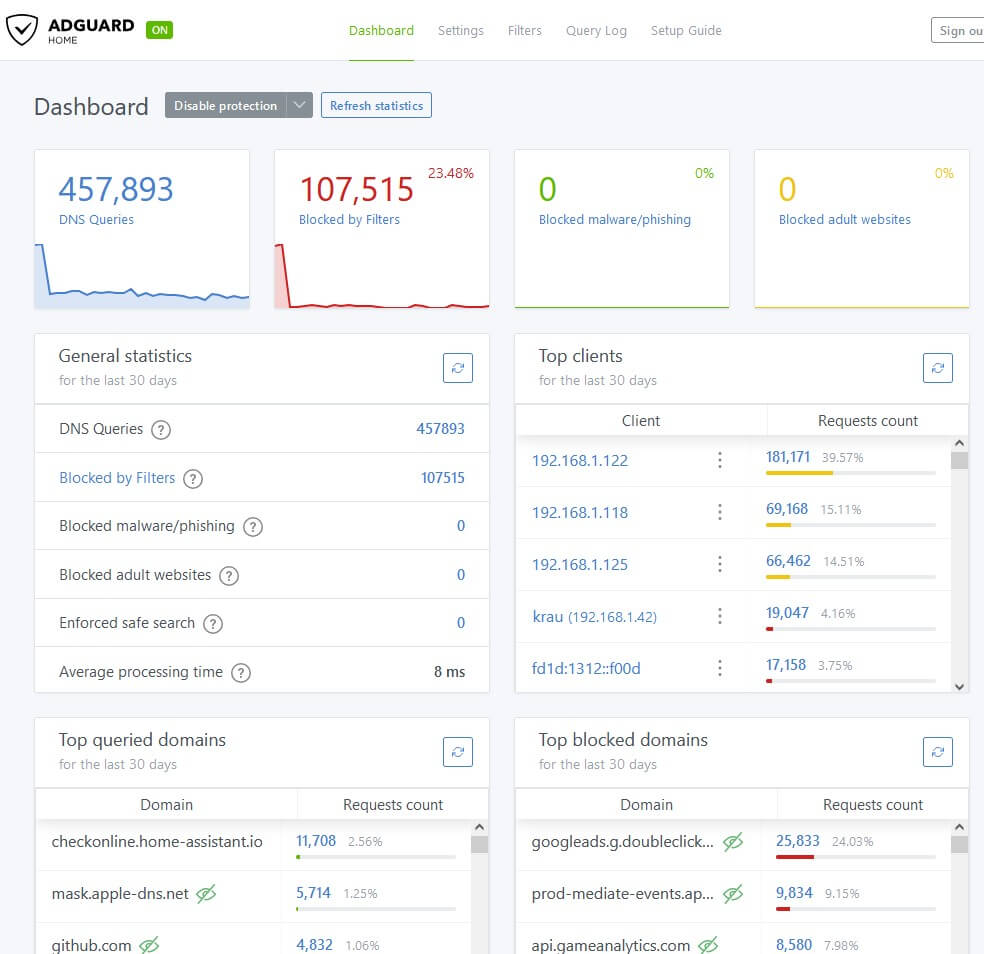 ADGUARD
HOME
ON
Dashboard Settings Filters Query Log Setup Guide
Sign ou
Dashboard Disable protection Refresh statistics
457,893
DNS Queries
107,515 23.48%
Blocked by Filters
0 0%
Blocked malware/phishing
0 0%
Blocked adult websites
General statistics
for the last 30 days
DNS Queries ? 457893
Blocked by Filters ? 107515
Blocked malware/phishing ? 0
Blocked adult websites ? 0
Enforced safe search ? 0
Average processing time ? 8 ms
Top clients
for the last 30 days
Client Requests count
192.168.1.122 181,171 39.57%
192.168.1.118 69,168 15.11%
192.168.1.125 66,462 14.51%
krau (192.168.1.42) 19,047 4.16%
fd1d:1312::f00d 17,158 3.75%
Top queried domains
for the last 30 days
Domain Requests count
checkonline.home-assistant.io 11,708 2.56%
mask.apple-dns.net 5,714 1.25%
github.com 4,832 1.06%
Top blocked domains
for the last 30 days
Domain Requests count
googleads.g.doubleclick... 25,833 24.03%
prod-mediate-events.ap... 9,834 9.15%
api.gameanalytics.com 8,580 7.98%